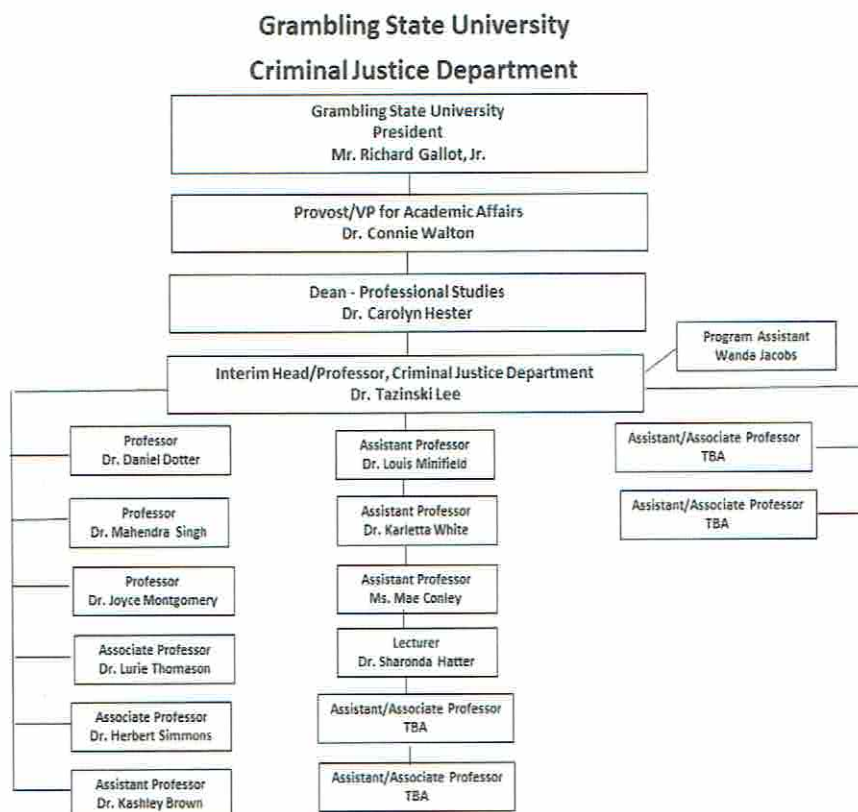 Grambling State University
Criminal Justice Department
Grambling State University
President
Mr. Richard Gallot, Jr.
Provost/VP for Academic Affairs
Dr. Connie Walton
Dean - Professional Studies
Dr. Carolyn Hester
Program Assistant
Wanda Jacobs
Interim Head/Professor, Criminal Justice Department
Dr. Tazinski Lee
Professor
Dr. Daniel Dotter
Professor
Dr. Mahendra Singh
Professor
Dr. Joyce Montgomery
Associate Professor
Dr. Lurie Thomason
Associate Professor
Dr. Herbert Simmons
Assistant Professor
Dr. Kashley Brown
Assistant Professor
Dr. Louis Minifield
Assistant Professor
Dr. Karletta White
Assistant Professor
Ms. Mae Conley
Lecturer
Dr. Sharonda Hatter
Assistant/Associate Professor
TBA
Assistant/Associate Professor
TBA
Assistant/Associate Professor
TBA
Assistant/Associate Professor
TBA